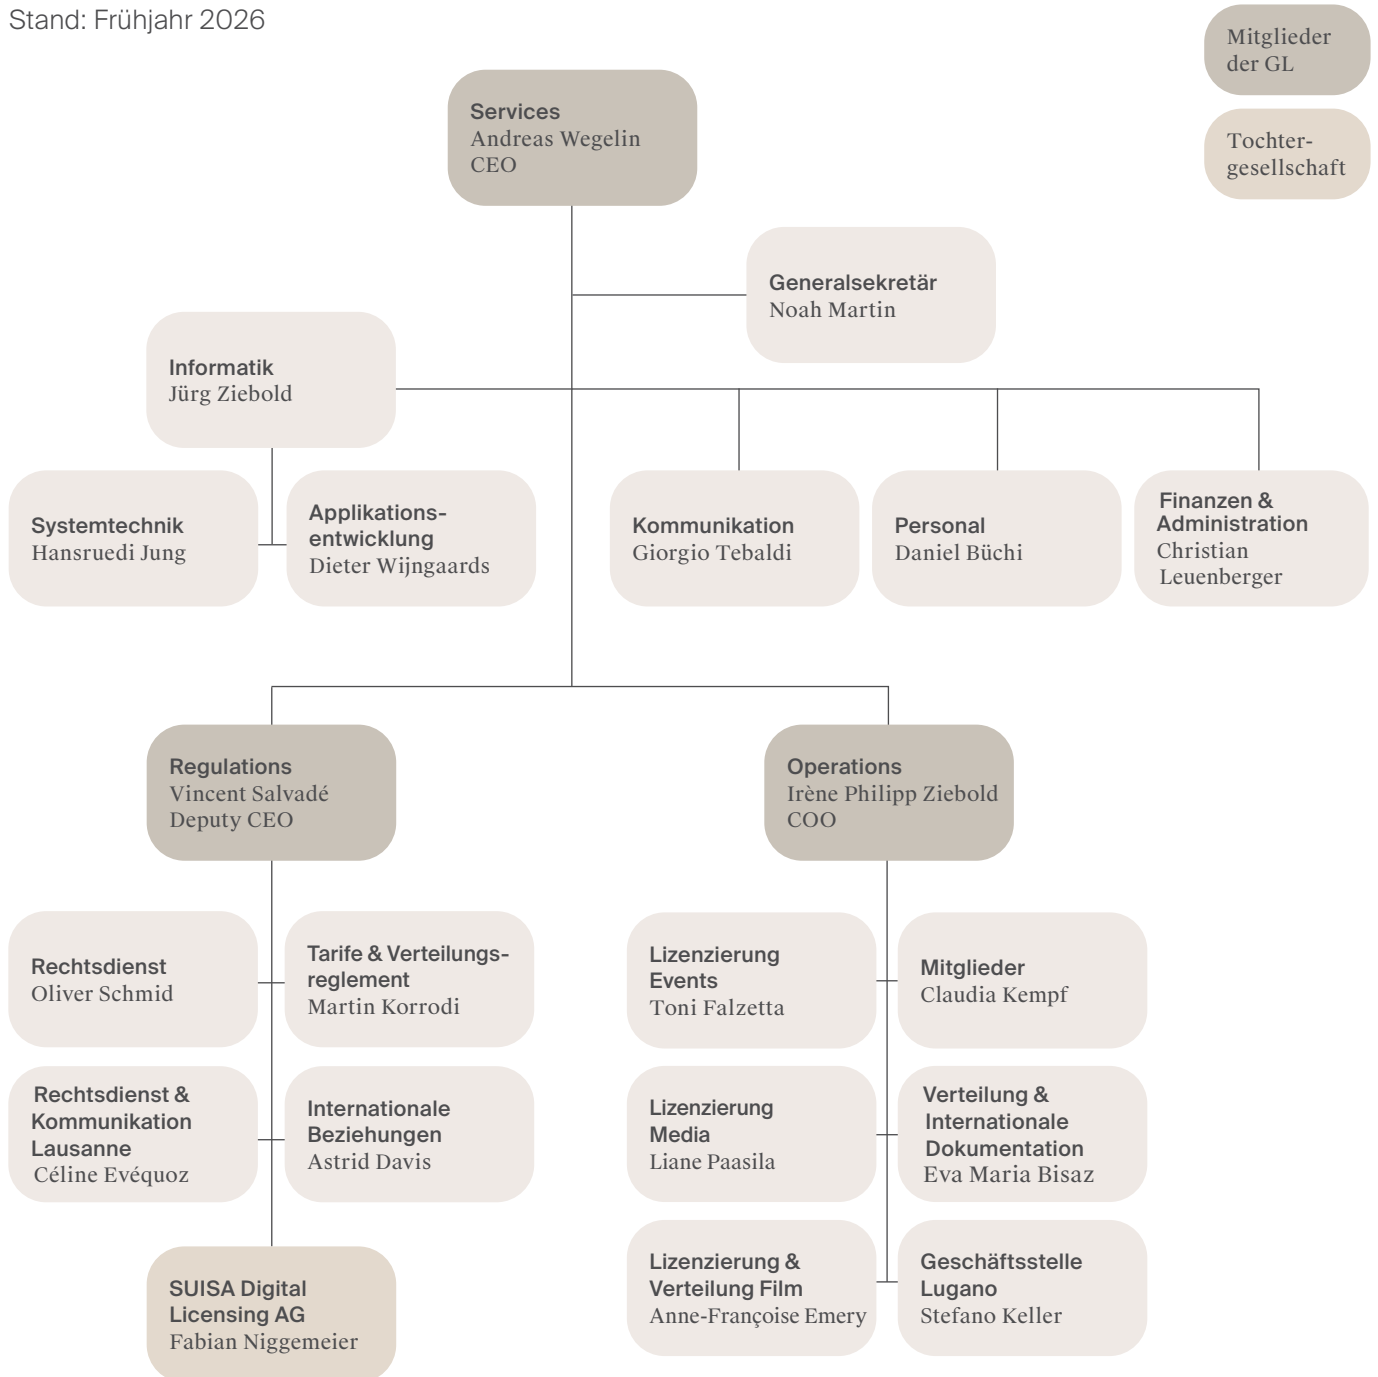 Stand: Frühjahr 2026
Mitglieder
der GL
Tochter-
gesellschaft
Services
Andreas Wegelin
CEO
Generalsekretär
Noah Martin
Informatik
Jürg Ziebold
Systemtechnik
Hansruedi Jung
Applikations-
entwicklung
Dieter Wijngaards
Kommunikation
Giorgio Tebaldi
Personal
Daniel Büchi
Finanzen &
Administration
Christian
Leuenberger
Regulations
Vincent Salvadé
Deputy CEO
Operations
Irène Philipp Ziebold
COO
Rechtsdienst
Oliver Schmid
Tarife & Verteilungs-
reglement
Martin Korrodi
Rechtsdienst &
Kommunikation
Lausanne
Céline Evéquoz
Internationale
Beziehungen
Astrid Davis
SUISA Digital
Licensing AG
Fabian Niggemeier
Lizenzierung
Events
Toni Falzetta
Mitglieder
Claudia Kempf
Lizenzierung
Media
Liane Paasila
Verteilung &
Internationale
Dokumentation
Eva Maria Bisaz
Lizenzierung &
Verteilung Film
Anne-Françoise Emery
Geschäftsstelle
Lugano
Stefano Keller